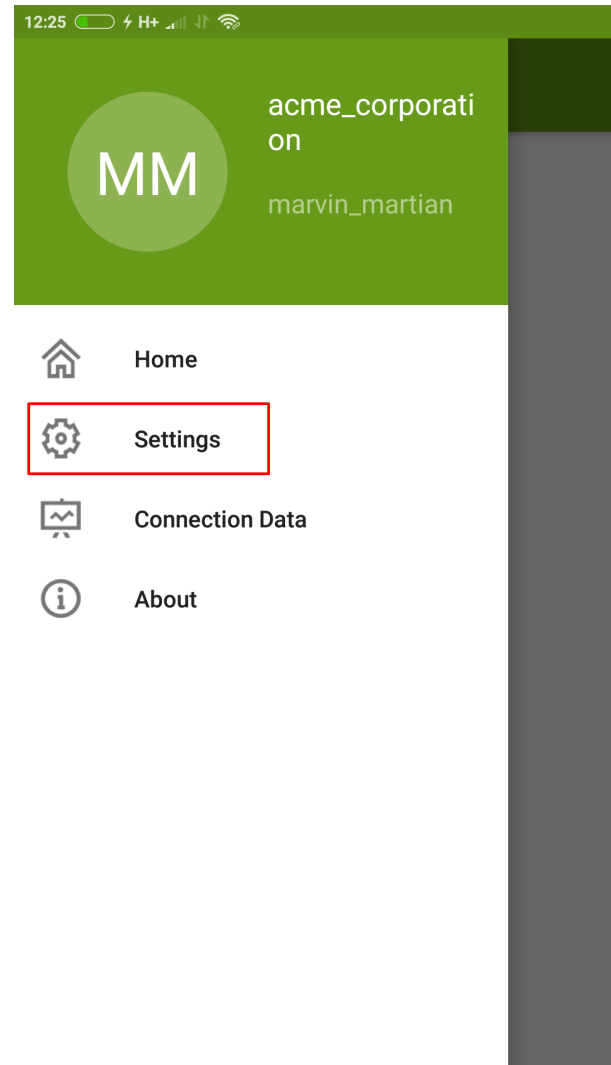 12:25 H+
MM
acme_corporati
on
marvin_martian
Home
Settings
Connection Data
About